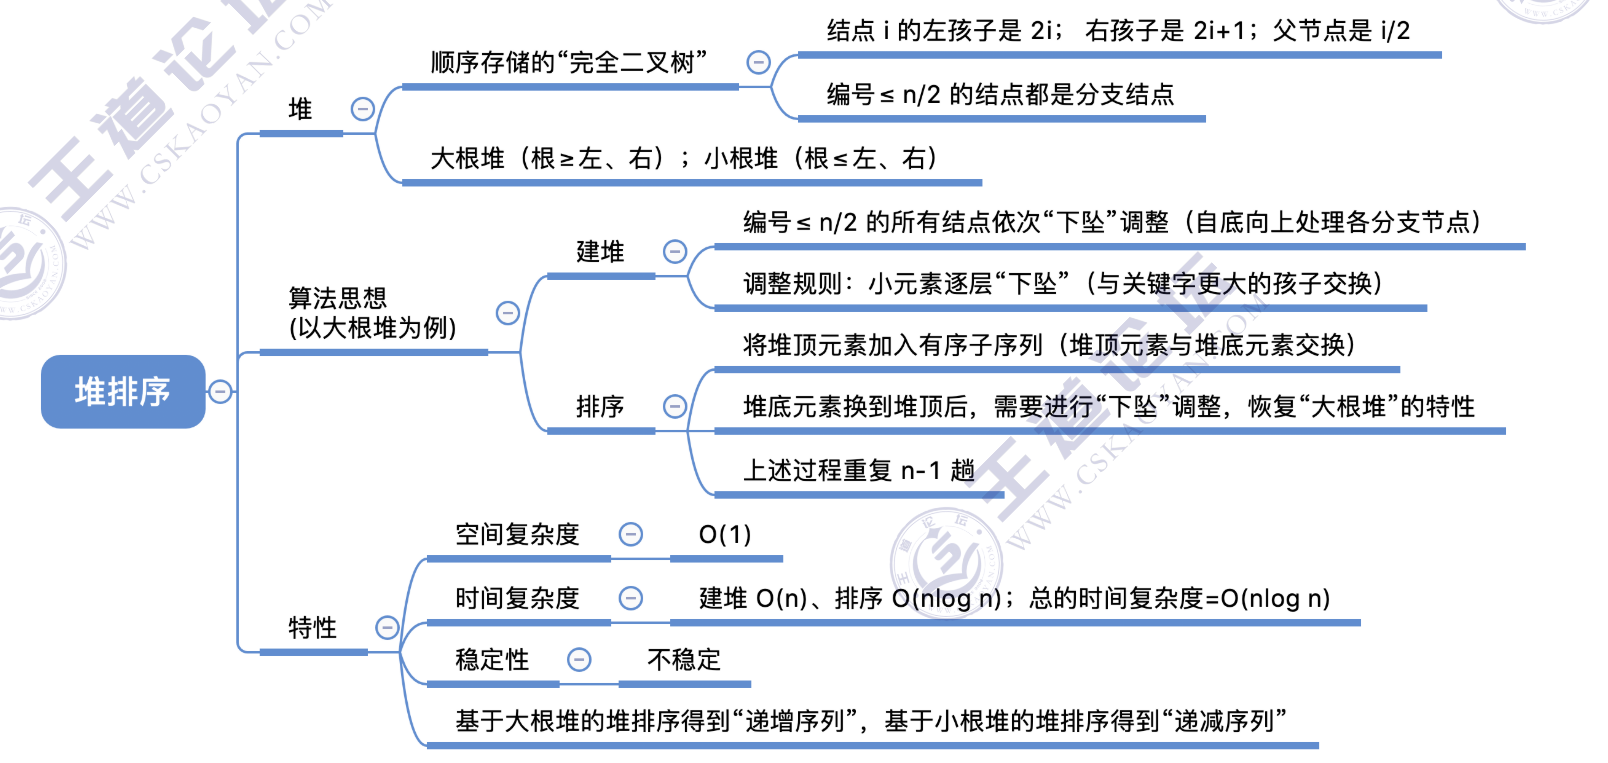 堆排序
堆
顺序存储的“完全二叉树”
结点 i 的左孩子是 2i； 右孩子是 2i+1；父节点是 i/2
编号≤ n/2 的结点都是分支结点
大根堆（根≥左、右）；小根堆（根≤左、右）
算法思想
(以大根堆为例)
建堆
编号≤ n/2 的所有结点依次“下坠”调整（自底向上处理各分支节点）
调整规则：小元素逐层“下坠”（与关键字更大的孩子交换）
排序
将堆顶元素加入有序子序列（堆顶元素与堆底元素交换）
堆底元素换到堆顶后，需要进行“下坠”调整，恢复“大根堆”的特性
上述过程重复 n-1 趟
特性
空间复杂度
O(1)
时间复杂度
建堆 O(n)、排序 O(nlog n)；总的时间复杂度=O(nlog n)
稳定性
不稳定
基于大根堆的堆排序得到“递增序列”，基于小根堆的堆排序得到“递减序列”
王道论坛
WWW.CSKAOYAN.COM
王道论坛
WWW.CSKAOYAN.COM